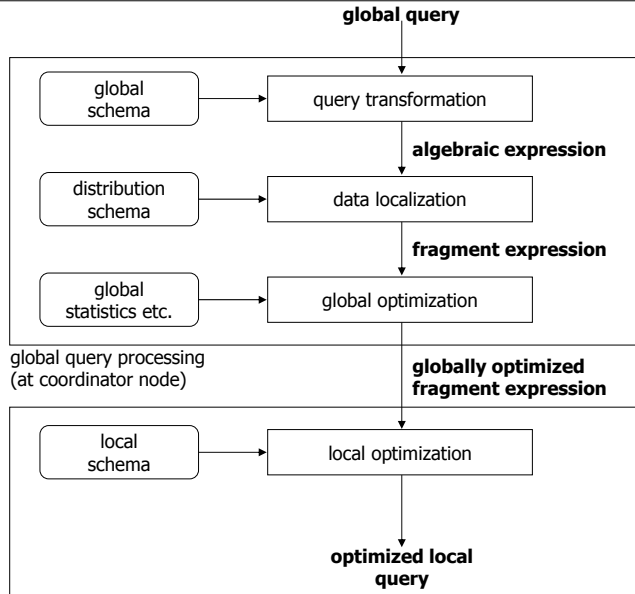 global query
global
schema
query transformation
algebraic expression
distribution
schema
data localization
fragment expression
global
statistics etc.
global optimization
global query processing
(at coordinator node)
globally optimized
fragment expression
local
schema
local optimization
optimized local
query